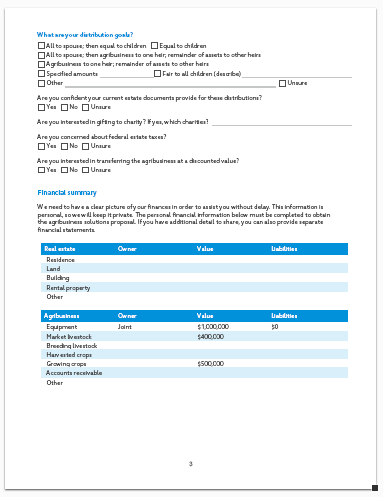 What are your distribution goals?
All to spouse; then equal to children Equal to children
All to spouse; then agribusiness to one heir; remainder of assets to other heirs
Agribusiness to one heir; remainder of assets to other heirs
Specified amounts Fair to all children (describe)
Other Unsure
Are you confident your current estate documents provide for these distributions?
Yes No Unsure
Are you interested in gifting to charity? If yes, which charities?
Are you concerned about federal estate taxes?
Yes No Unsure
Are you interested in transferring the agribusiness at a discounted value?
Yes No Unsure
Financial summary
We need to have a clear picture of your finances in order to assist you without delay. This information is
personal, so we will keep it private. The personal financial information below must be completed to obtain
the agribusiness solutions proposal. If you have additional detail to share, you can also provide separate
financial statements.
Real estate Owner Value Liabilities
Residence
Land
Building
Rental property
Other
Agribusiness Owner Value Liabilities
Equipment Joint $1,000,000 $0
Market livestock $400,000
Breeding livestock
Harvested crops
Growing crops $500,000
Accounts receivable
Other
3